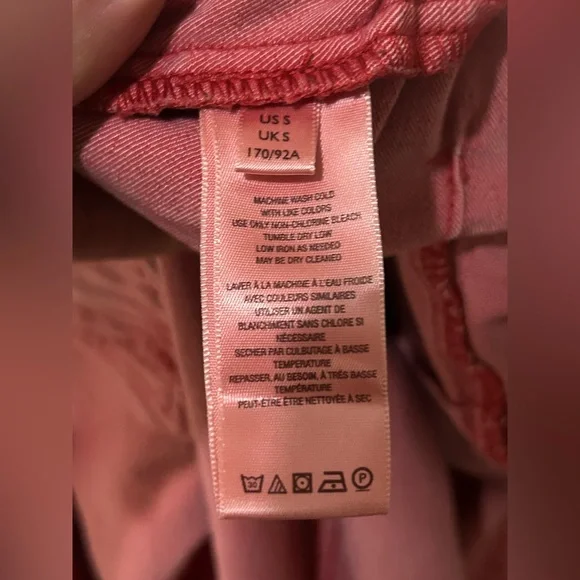 US S
UK S
170/92A
MACHINE WASH COLD
WITH LIKE COLORS
USE ONLY NON-CHLORINE BLEACH
TUMBLE DRY LOW
LOW IRON AS NEEDED
MAY BE DRY CLEANED
LAVER À LA MACHINE À L'EAU FROIDE
AVEC COULEURS SIMILAIRES
UTILISER UN AGENT DE
BLANCHIMENT SANS CHLORE SI
NÉCESSAIRE
SECHER PAR CULBUTAGE À BASSE
TEMPERATURE
REPASSER, AU BESOIN, À TRÉS BASSE
TEMPÉRATURE
PEUT-ÊTRE ÊTRE NETTOYÉE À SEC
30 P